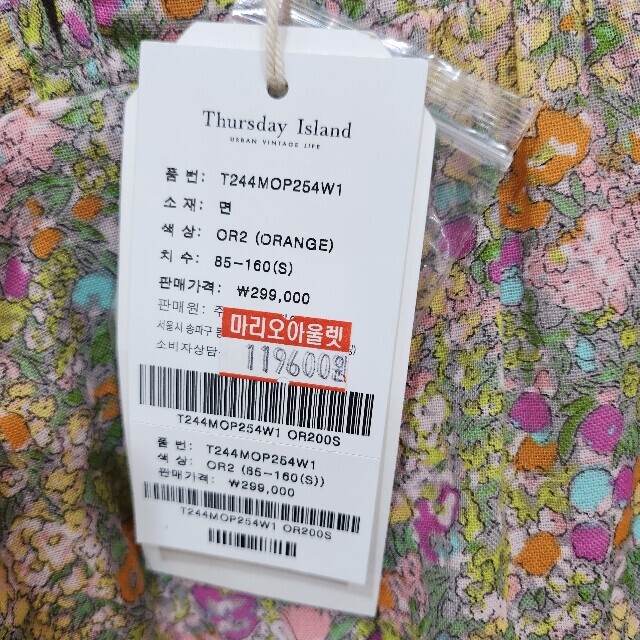 Thursday Island
URBAN VINTAGE LIFE
품 번: T244MOP254W1
소 재: 면
색 상: OR2 (ORANGE)
치 수: 85-160(S)
판매가격: ₩299,000
판매원: 주
마리오아울렛
서울시 송파구
소비자상담:
119600원
T244MOP254W1 OR200S
품 번: T244MOP254W1
색 상: OR2 (85-160(S))
판매가격: ₩299,000
T244MOP254W1 OR200S